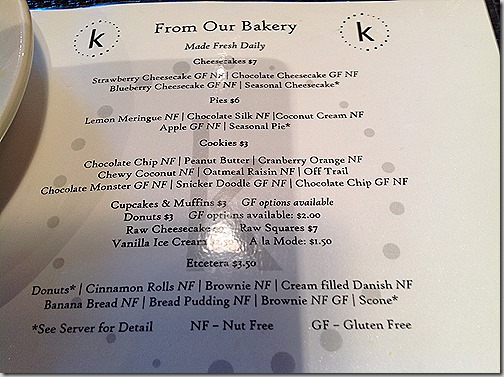 From Our Bakery
k
k
Made Fresh Daily
Cheesecakes $7
Strawberry Cheesecake GF NF | Chocolate Cheesecake GF NF
Blueberry Cheesecake GF NF | Seasonal Cheesecake*
Pies $6
Lemon Meringue NF | Chocolate Silk NF |Coconut Cream NF
Apple GF NF | Seasonal Pie*
Cookies $3
Chocolate Chip NF | Peanut Butter | Cranberry Orange NF
Chewy Coconut NF | Oatmeal Raisin NF | Off Trail
Chocolate Monster GF NF | Snicker Doodle GF NF | Chocolate Chip GF NF
Cupcakes & Muffins $3 GF options available
Donuts $3 GF options available: $2.00
Raw Cheesecake Raw Squares $7
Vanilla Ice Cream A la Mode: $1.50
Etcetera $3.50
Donuts* | Cinnamon Rolls NF | Brownie NF | Cream filled Danish NF
Banana Bread NF | Bread Pudding NF | Brownie NF GF | Scone*
*See Server for Detail NF – Nut Free GF – Gluten Free